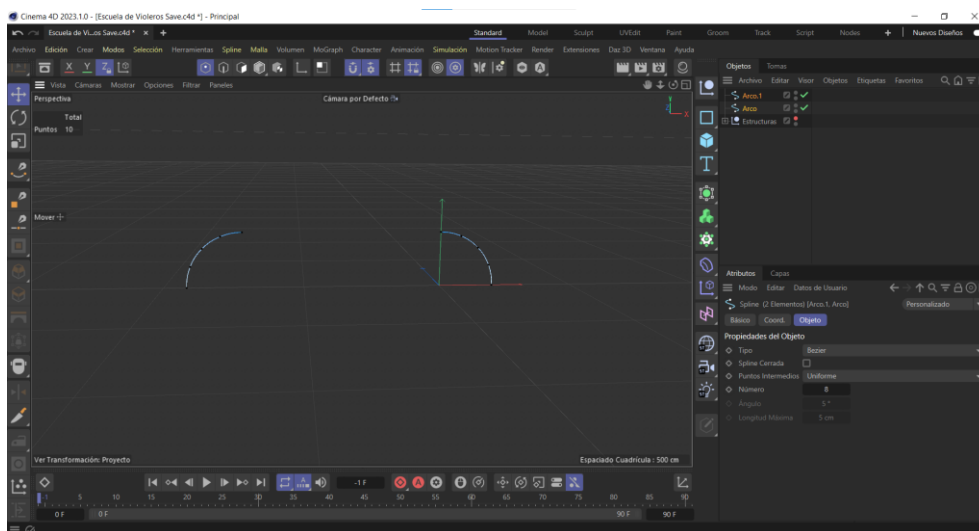 Cinema 4D 2023.1.0 - [Escuela de Violeros Save.c4d *] - Principal
Escuela de Vi...os Save.c4d * × + Standard Model Sculpt UVEdit Paint Groom Track Script Nodes + Nuevos Diseños
Archivo Edición Crear Modos Selección Herramientas Spline Malla Volumen MoGraph Character Animación Simulación Motion Tracker Render Extensiones Daz 3D Ventana Ayuda
X Y Z
Objetos Tomas
Vista Cámaras Mostrar Opciones Filtrar Paneles
Archivo Editar Visor Objetos Etiquetas Favoritos
Perspectiva Cámara por Defecto
Y
X
Arco.1
Arco
Estructuras
Total
Puntos 10
Mover
Atributos Capas
Modo Editar Datos de Usuario
Spline (2 Elementos) [Arco.1, Arco] Personalizado
Básico Coord. Objeto
Propiedades del Objeto
Tipo Bezier
Spline Cerrada
Puntos Intermedios Uniforme
Número 8
Ángulo 5 °
Longitud Máxima 5 cm
Ver Transformación: Proyecto Espaciado Cuadrícula : 500 cm
-1 F
-1 5 10 15 20 25 30 35 40 45 50 55 60 65 70 75 80 85 90
0 F 0 F 90 F 90 F